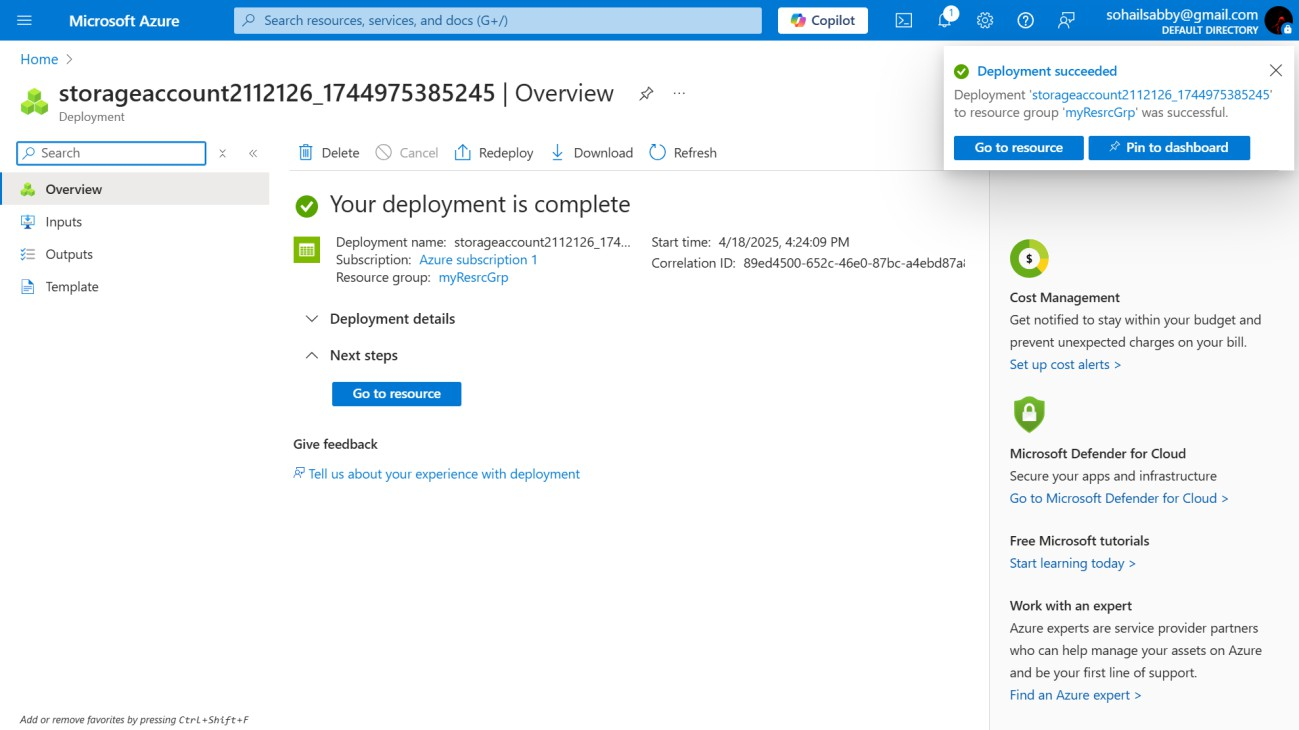 Microsoft Azure
Search resources, services, and docs (G+/)
Copilot
1
sohailsabby@gmail.com
DEFAULT DIRECTORY
Home
storageaccount2112126_1744975385245 | Overview
Deployment
Deployment succeeded
Deployment 'storageaccount2112126_1744975385245'
to resource group 'myResrcGrp' was successful.
Go to resource
Pin to dashboard
Search
Overview
Inputs
Outputs
Template
Delete
Cancel
Redeploy
Download
Refresh
Your deployment is complete
Deployment name: storageaccount2112126_174...
Subscription: Azure subscription 1
Resource group: myResrcGrp
Start time: 4/18/2025, 4:24:09 PM
Correlation ID: 89ed4500-652c-46e0-87bc-a4ebd87a
Deployment details
Next steps
Go to resource
Give feedback
Tell us about your experience with deployment
$
Cost Management
Get notified to stay within your budget and
prevent unexpected charges on your bill.
Set up cost alerts >
Microsoft Defender for Cloud
Secure your apps and infrastructure
Go to Microsoft Defender for Cloud >
Free Microsoft tutorials
Start learning today >
Work with an expert
Azure experts are service provider partners
who can help manage your assets on Azure
and be your first line of support.
Find an Azure expert >
Add or remove favorites by pressing Ctrl+Shift+F